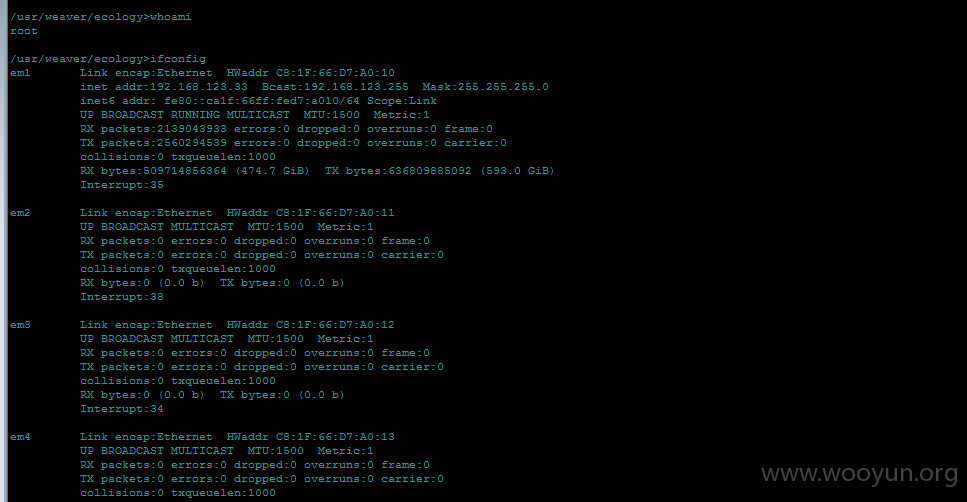 /usr/weaver/ecology>whoami
root
/usr/weaver/ecology>ifconfig
em1 Link encap:Ethernet HWaddr C8:1F:66:D7:A0:10
inet addr:192.168.123.33 Bcast:192.168.123.255 Mask:255.255.255.0
inet6 addr: fe80::ca1f:66ff:fed7:a010/64 Scope:Link
UP BROADCAST RUNNING MULTICAST MTU:1500 Metric:1
RX packets:2139043933 errors:0 dropped:0 overruns:0 frame:0
TX packets:2560294539 errors:0 dropped:0 overruns:0 carrier:0
collisions:0 txqueuelen:1000
RX bytes:509714856364 (474.7 GiB) TX bytes:636809885092 (593.0 GiB)
Interrupt:35
em2 Link encap:Ethernet HWaddr C8:1F:66:D7:A0:11
UP BROADCAST MULTICAST MTU:1500 Metric:1
RX packets:0 errors:0 dropped:0 overruns:0 frame:0
TX packets:0 errors:0 dropped:0 overruns:0 carrier:0
collisions:0 txqueuelen:1000
RX bytes:0 (0.0 b) TX bytes:0 (0.0 b)
Interrupt:38
em3 Link encap:Ethernet HWaddr C8:1F:66:D7:A0:12
UP BROADCAST MULTICAST MTU:1500 Metric:1
RX packets:0 errors:0 dropped:0 overruns:0 frame:0
TX packets:0 errors:0 dropped:0 overruns:0 carrier:0
collisions:0 txqueuelen:1000
RX bytes:0 (0.0 b) TX bytes:0 (0.0 b)
Interrupt:34
em4 Link encap:Ethernet HWaddr C8:1F:66:D7:A0:13
UP BROADCAST MULTICAST MTU:1500 Metric:1
RX packets:0 errors:0 dropped:0 overruns:0 frame:0
TX packets:0 errors:0 dropped:0 overruns:0 carrier:0
collisions:0 txqueuelen:1000
www.wooyun.org